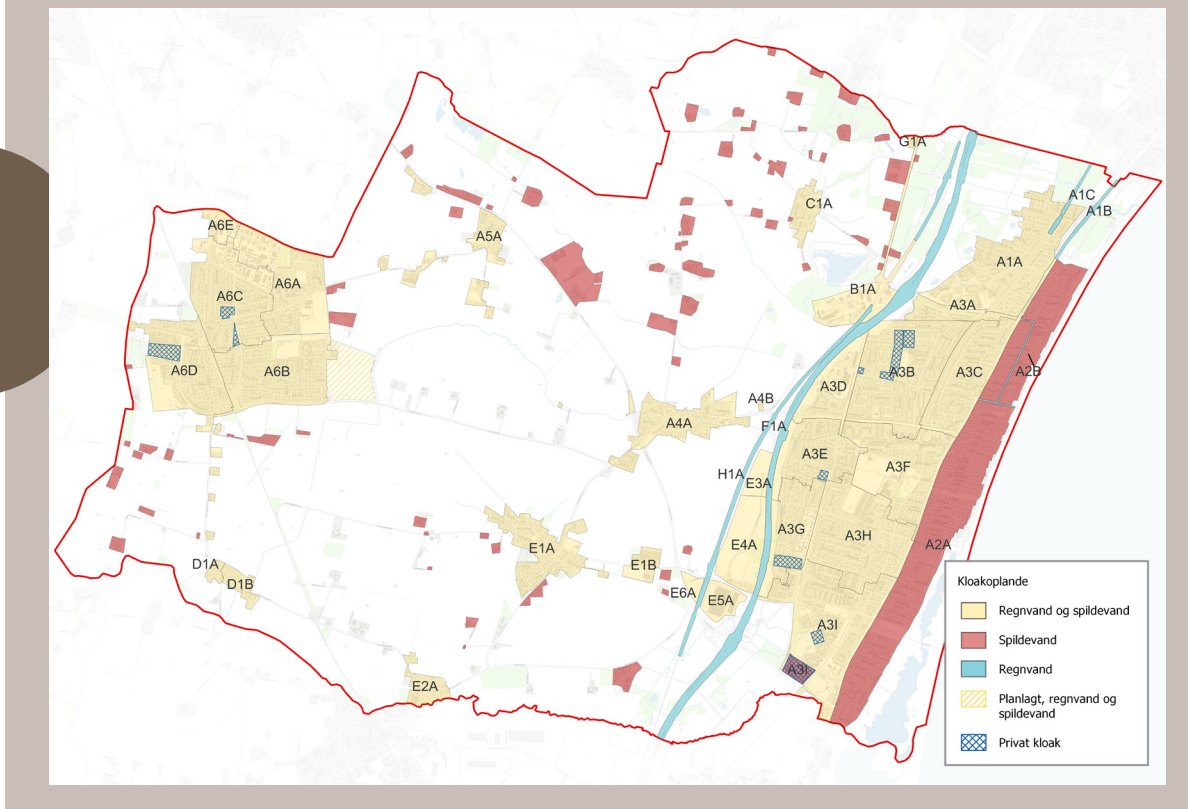 G1A
A1C
A1B
C1A
A6E
A5A
A1A
A6A
B1A
A6C
A3A
A6D
A6B
A3D
A3B
A3C
A2B
A4B
A4A
F1A
A3E
A3F
H1A
E3A
A3G
A3H
E4A
E1A
A2A
D1A
E1B
D1B
E6A
E5A
A3I
A3I
E2A
Kloakoplande
Regnvand og spildevand
Spildevand
Regnvand
Planlagt, regnvand og
spildevand
Privat kloak